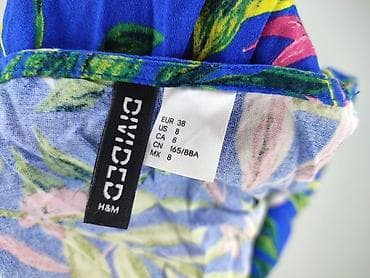 DIVIDED
H&M
EUR 38
US 8
CA 8
CN 165/88A
MX 8